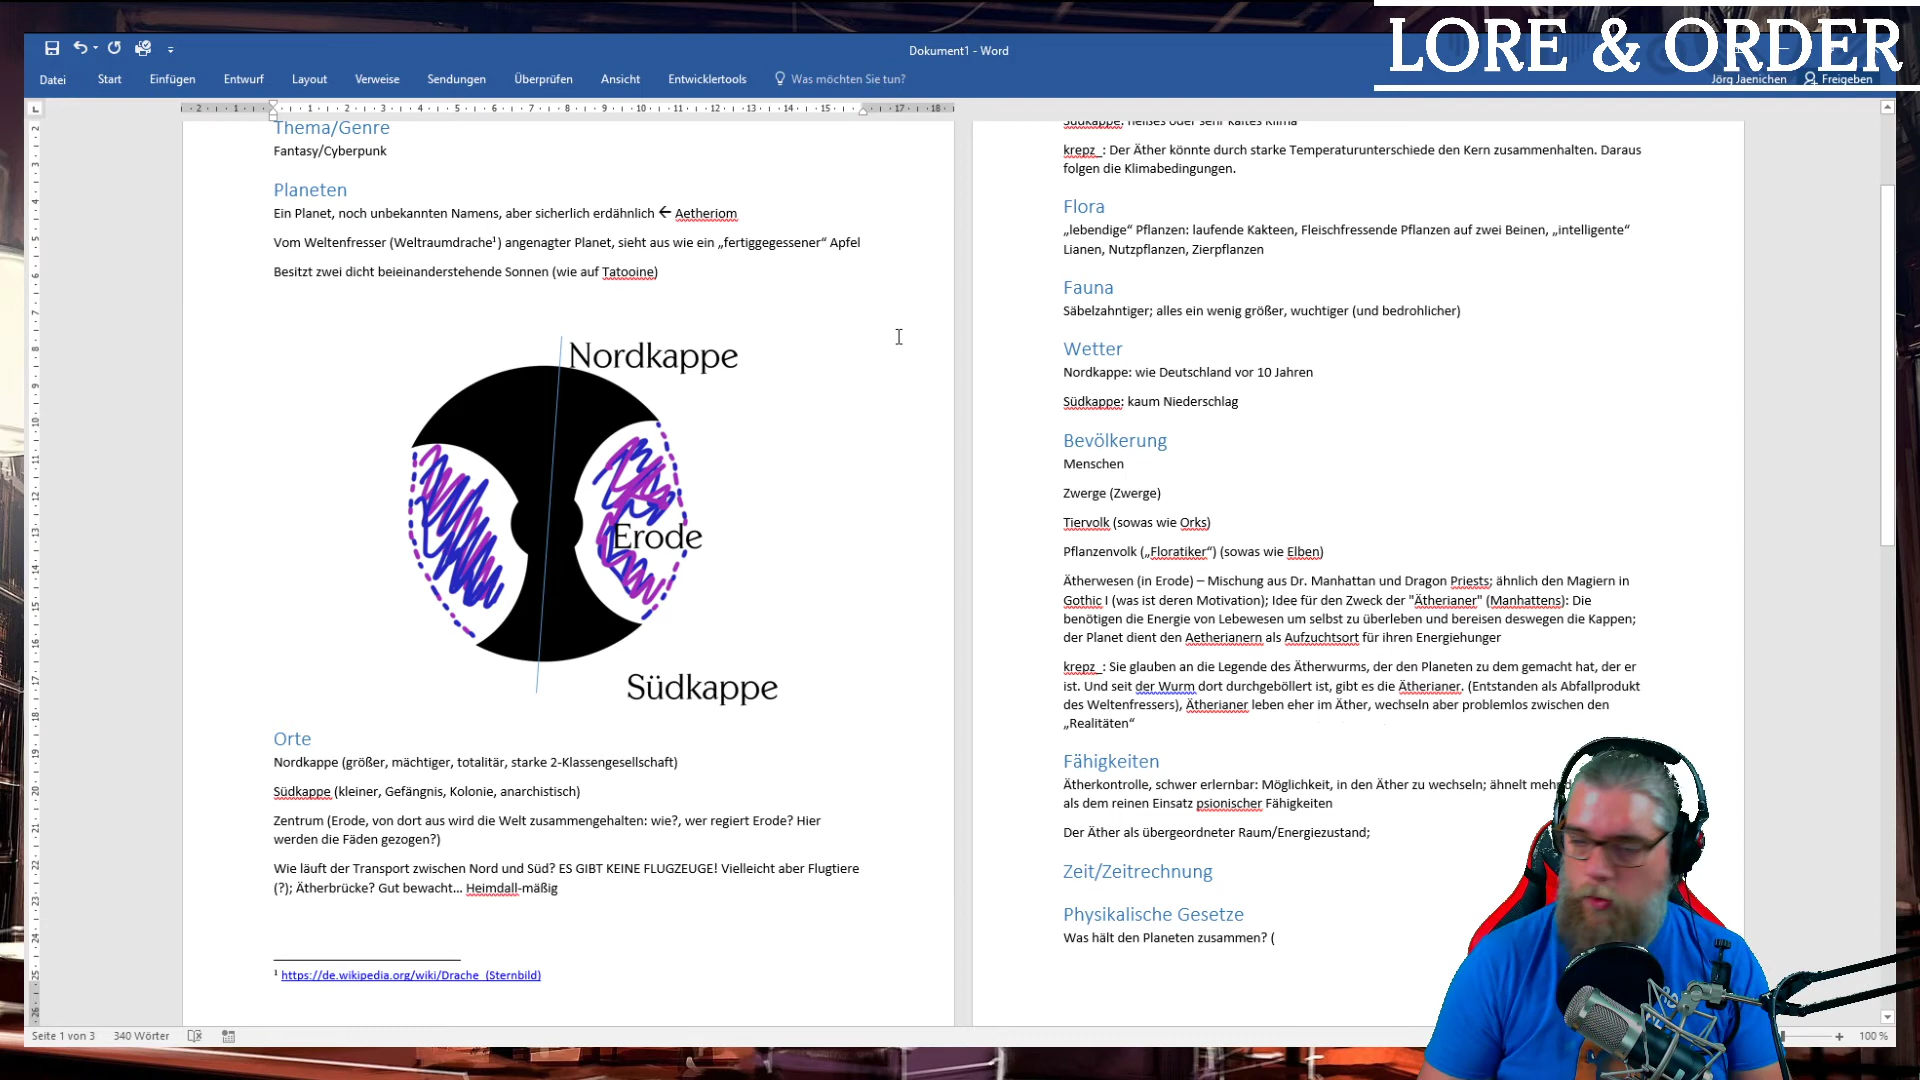 LORE & ORDER
Dokument1 - Word
Jörg Jaenichen
Freigeben
Datei
Start
Einfügen
Entwurf
Layout
Verweise
Sendungen
Überprüfen
Ansicht
Entwicklertools
Was möchten Sie tun?
Thema/Genre
Fantasy/Cyberpunk
Planeten
Ein Planet, noch unbekannten Namens, aber sicherlich erdähnlich ← Aetheriom
Vom Weltenfresser (Weltraumdrache¹) angenagter Planet, sieht aus wie ein „fertiggegessener“ Apfel
Besitzt zwei dicht beieinanderstehende Sonnen (wie auf Tatooine)
Nordkappe
Erode
Südkappe
Orte
Nordkappe (größer, mächtiger, totalitär, starke 2-Klassengesellschaft)
Südkappe (kleiner, Gefängnis, Kolonie, anarchistisch)
Zentrum (Erode, von dort aus wird die Welt zusammengehalten: wie?, wer regiert Erode? Hier
werden die Fäden gezogen?)
Wie läuft der Transport zwischen Nord und Süd? ES GIBT KEINE FLUGZEUGE! Vielleicht aber Flugtiere
(?); Ätherbrücke? Gut bewacht... Heimdall-mäßig
¹ https://de.wikipedia.org/wiki/Drache_(Sternbild)
Südkappe: heißes oder sehr kaltes Klima
krepz_: Der Äther könnte durch starke Temperaturunterschiede den Kern zusammenhalten. Daraus
folgen die Klimabedingungen.
Flora
„lebendige“ Pflanzen: laufende Kakteen, Fleischfressende Pflanzen auf zwei Beinen, „intelligente“
Lianen, Nutzpflanzen, Zierpflanzen
Fauna
Säbelzahntiger; alles ein wenig größer, wuchtiger (und bedrohlicher)
Wetter
Nordkappe: wie Deutschland vor 10 Jahren
Südkappe: kaum Niederschlag
Bevölkerung
Menschen
Zwerge (Zwerge)
Tiervolk (sowas wie Orks)
Pflanzenvolk („Floratiker“) (sowas wie Elben)
Ätherwesen (in Erode) – Mischung aus Dr. Manhattan und Dragon Priests; ähnlich den Magiern in
Gothic I (was ist deren Motivation); Idee für den Zweck der "Ätherianer" (Manhattens): Die
benötigen die Energie von Lebewesen um selbst zu überleben und bereisen deswegen die Kappen;
der Planet dient den Aetherianern als Aufzuchtsort für ihren Energiehunger
krepz_: Sie glauben an die Legende des Ätherwurms, der den Planeten zu dem gemacht hat, der er
ist. Und seit der Wurm dort durchgeböllert ist, gibt es die Ätherianer. (Entstanden als Abfallprodukt
des Weltenfressers), Ätherianer leben eher im Äther, wechseln aber problemlos zwischen den
„Realitäten“
Fähigkeiten
Ätherkontrolle, schwer erlernbar: Möglichkeit, in den Äther zu wechseln; ähnelt mehr
als dem reinen Einsatz psionischer Fähigkeiten
Der Äther als übergeordneter Raum/Energiezustand;
Zeit/Zeitrechnung
Physikalische Gesetze
Was hält den Planeten zusammen? (
Seite 1 von 3
340 Wörter
100 %